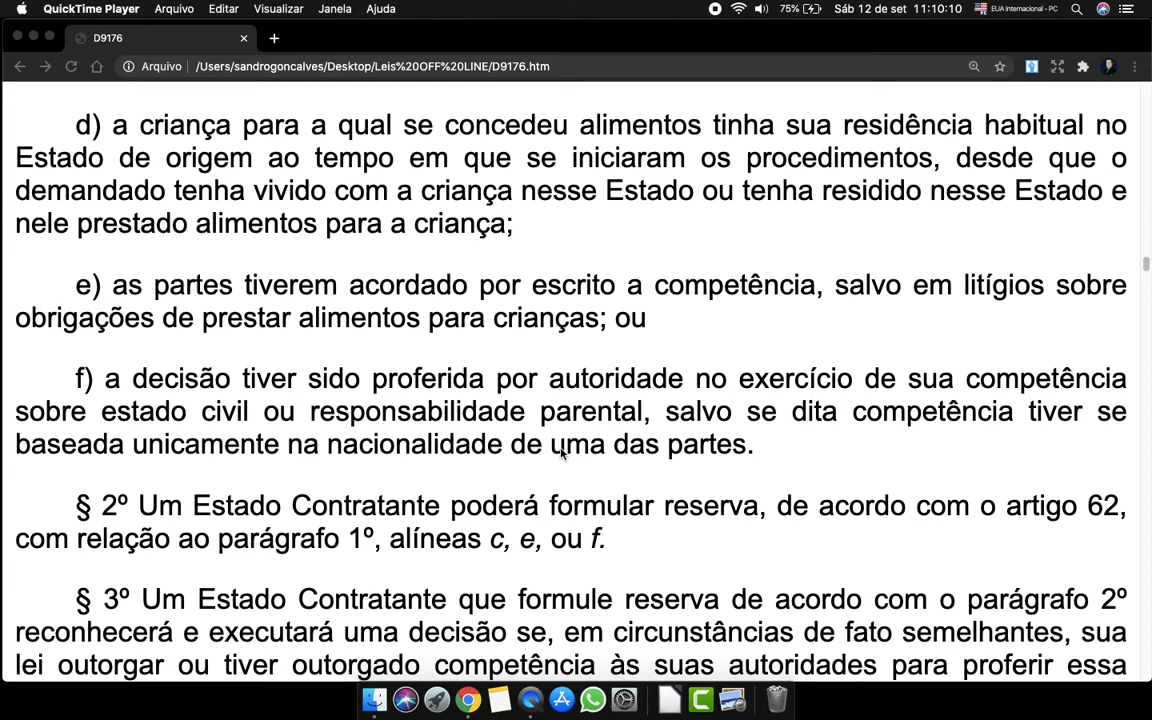 QuickTime Player Arquivo Editar Visualizar Janela Ajuda 75% Sáb 12 de set 11:10:10 EUA Internacional - PC
D9176
Arquivo /Users/sandrogoncalves/Desktop/Leis%20OFF%20LINE/D9176.htm
d) a criança para a qual se concedeu alimentos tinha sua residência habitual no
Estado de origem ao tempo em que se iniciaram os procedimentos, desde que o
demandado tenha vivido com a criança nesse Estado ou tenha residido nesse Estado e
nele prestado alimentos para a criança;
e) as partes tiverem acordado por escrito a competência, salvo em litígios sobre
obrigações de prestar alimentos para crianças; ou
f) a decisão tiver sido proferida por autoridade no exercício de sua competência
sobre estado civil ou responsabilidade parental, salvo se dita competência tiver se
baseada unicamente na nacionalidade de uma das partes.
§ 2º Um Estado Contratante poderá formular reserva, de acordo com o artigo 62,
com relação ao parágrafo 1º, alíneas c, e, ou f.
§ 3º Um Estado Contratante que formule reserva de acordo com o parágrafo 2º
reconhecerá e executará uma decisão se, em circunstâncias de fato semelhantes, sua
lei outorgar ou tiver outorgado competência às suas autoridades para proferir essa